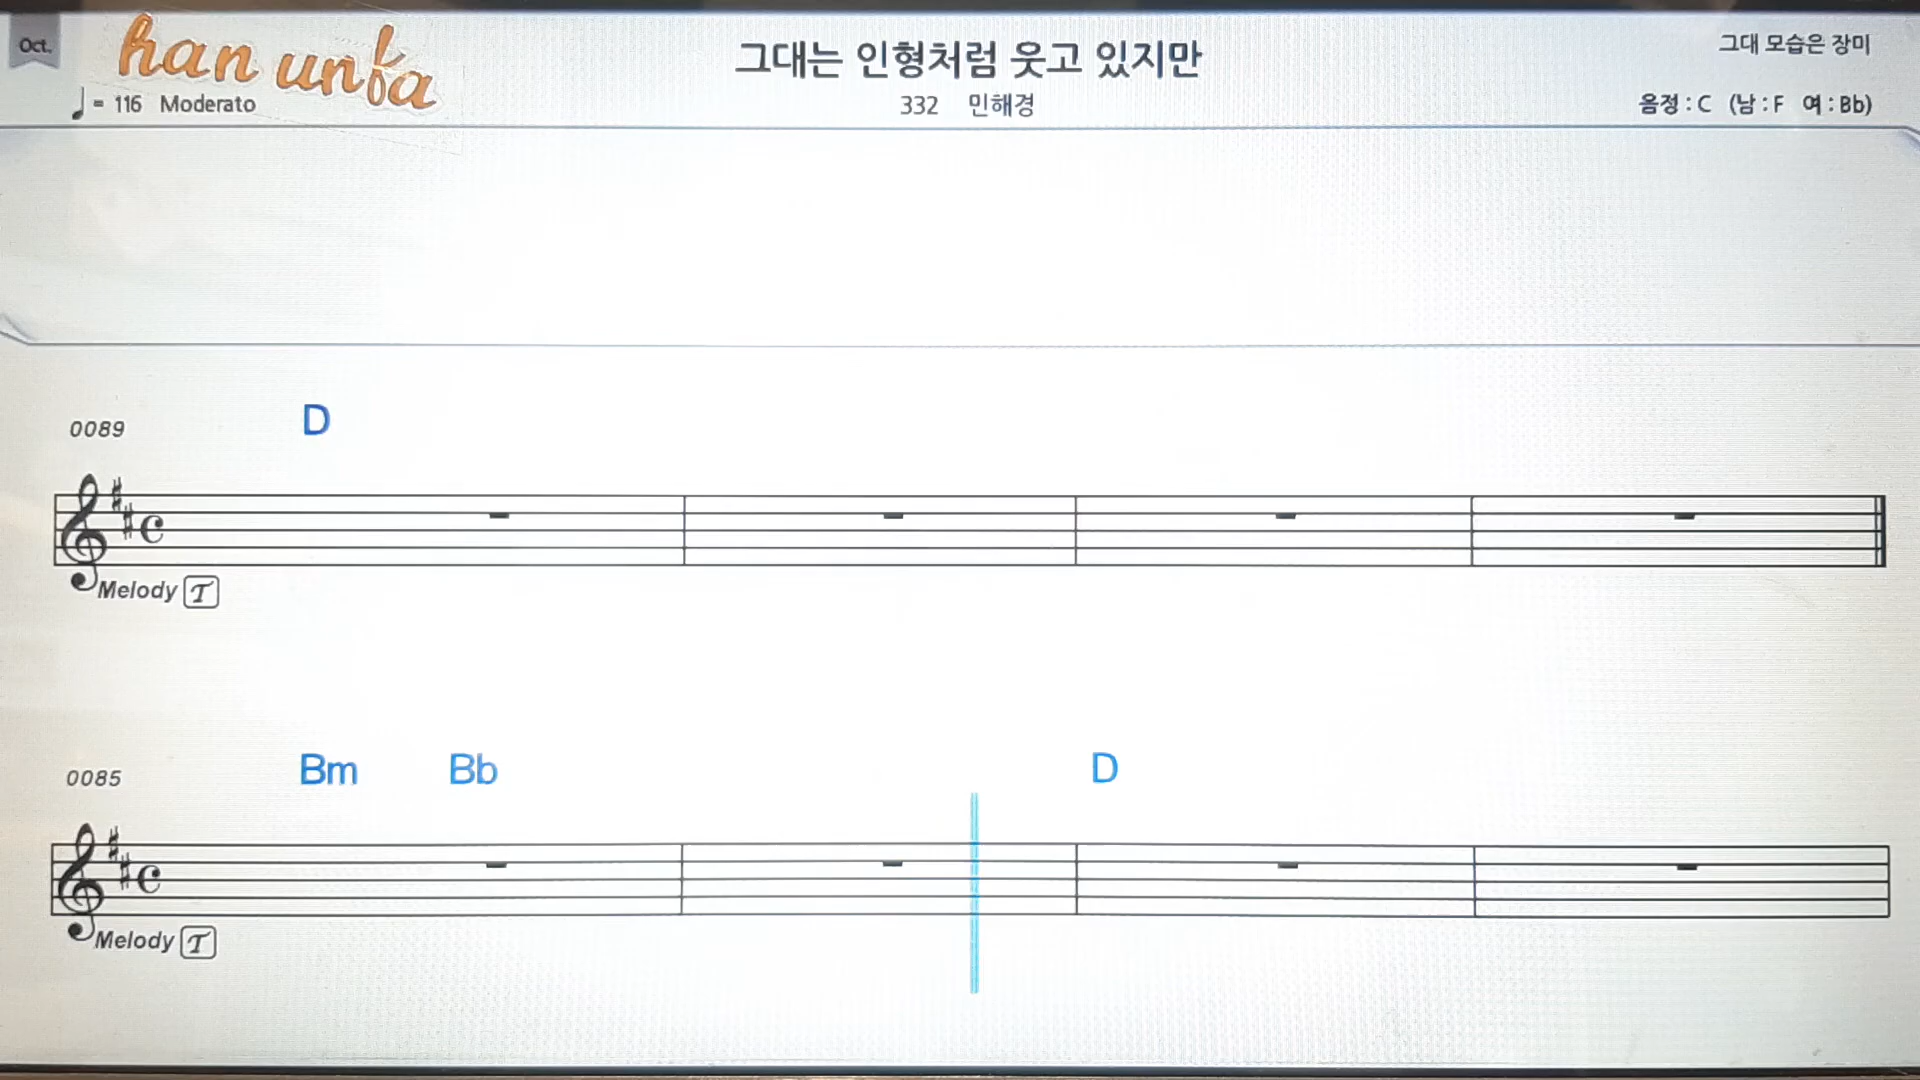 Oct.
han unfa
그대는 인형처럼 웃고 있지만
그대 모습은 장미
♩ = 116 Moderato
332 민해경
음정 : C (남 : F 여 : Bb)
0089 D
Melody T
0085 Bm Bb D
Melody T